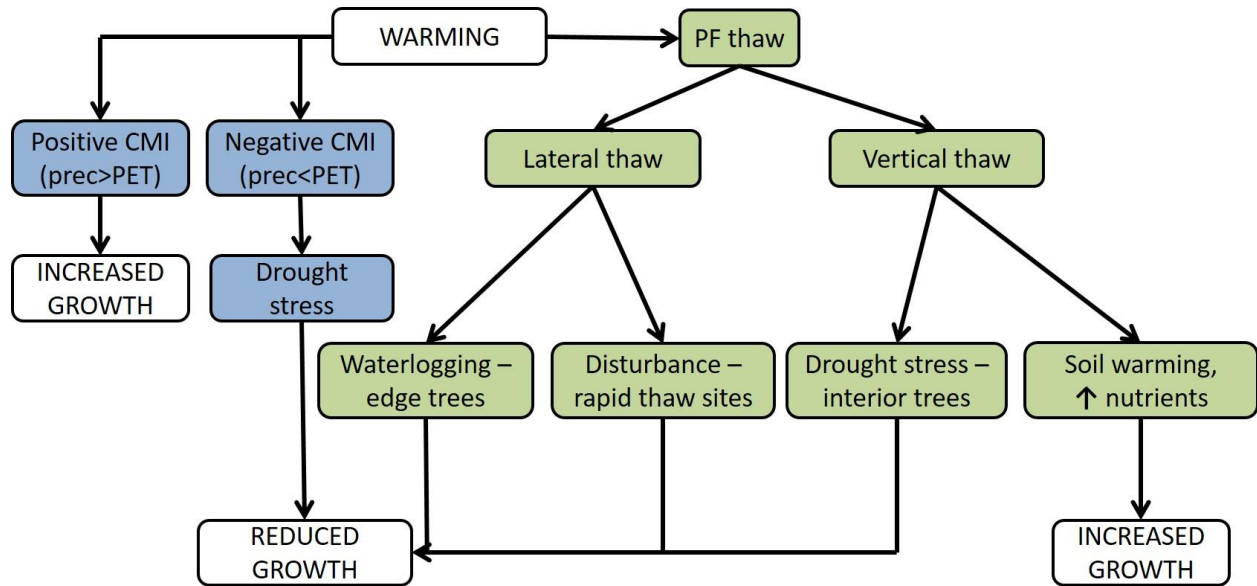 WARMING
PF thaw
Positive CMI
(prec>PET)
Negative CMI
(prec<PET)
Lateral thaw
Vertical thaw
INCREASED
GROWTH
Drought
stress
Waterlogging –
edge trees
Disturbance –
rapid thaw sites
Drought stress –
interior trees
Soil warming,
↑ nutrients
REDUCED
GROWTH
INCREASED
GROWTH